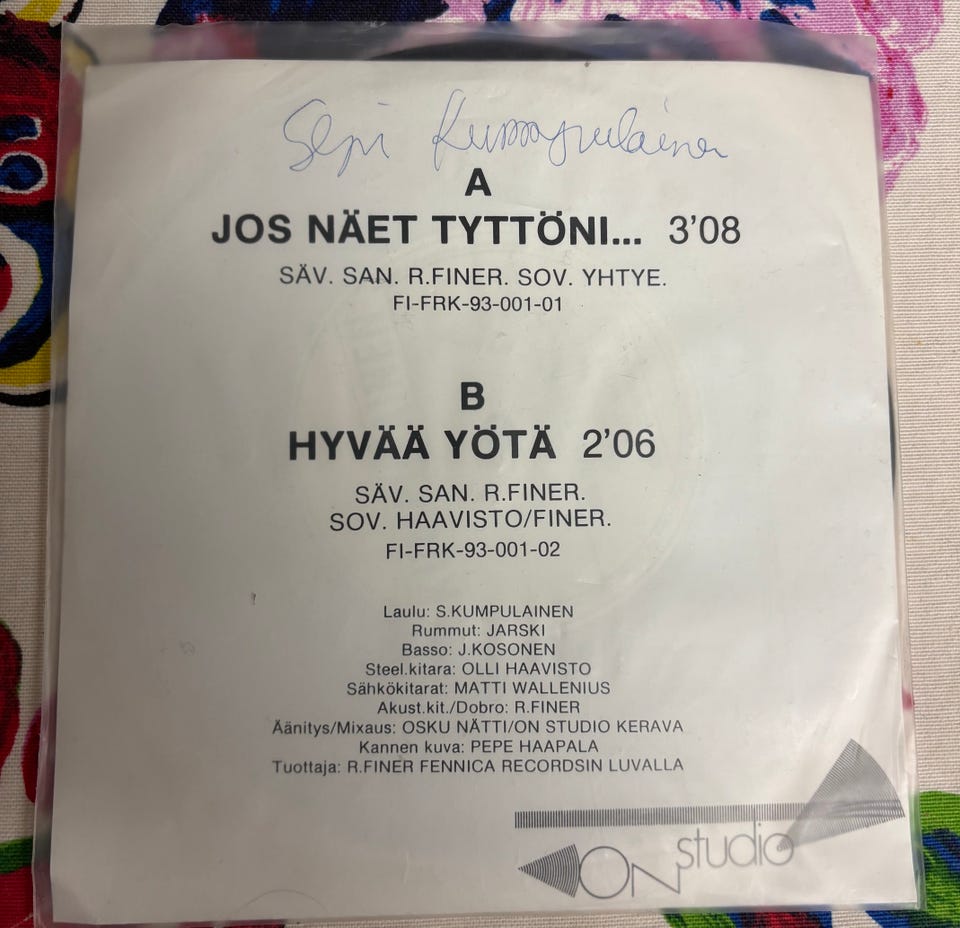 Sepi Kumpulainen
A
JOS NÄET TYTTÖNI... 3'08
SÄV. SAN. R.FINER. SOV. YHTYE.
FI-FRK-93-001-01
B
HYVÄÄ YÖTÄ 2'06
SÄV. SAN. R.FINER.
SOV. HAAVISTO/FINER.
FI-FRK-93-001-02
Laulu: S.KUMPULAINEN
Rummut: JARSKI
Basso: J.KOSONEN
Steel.kitara: OLLI HAAVISTO
Sähkökitarat: MATTI WALLENIUS
Akust.kit./Dobro: R.FINER
Äänitys/Mixaus: OSKU NÄTTI/ON STUDIO KERAVA
Kannen kuva: PEPE HAAPALA
Tuottaja: R.FINER FENNICA RECORDSIN LUVALLA
ON studio